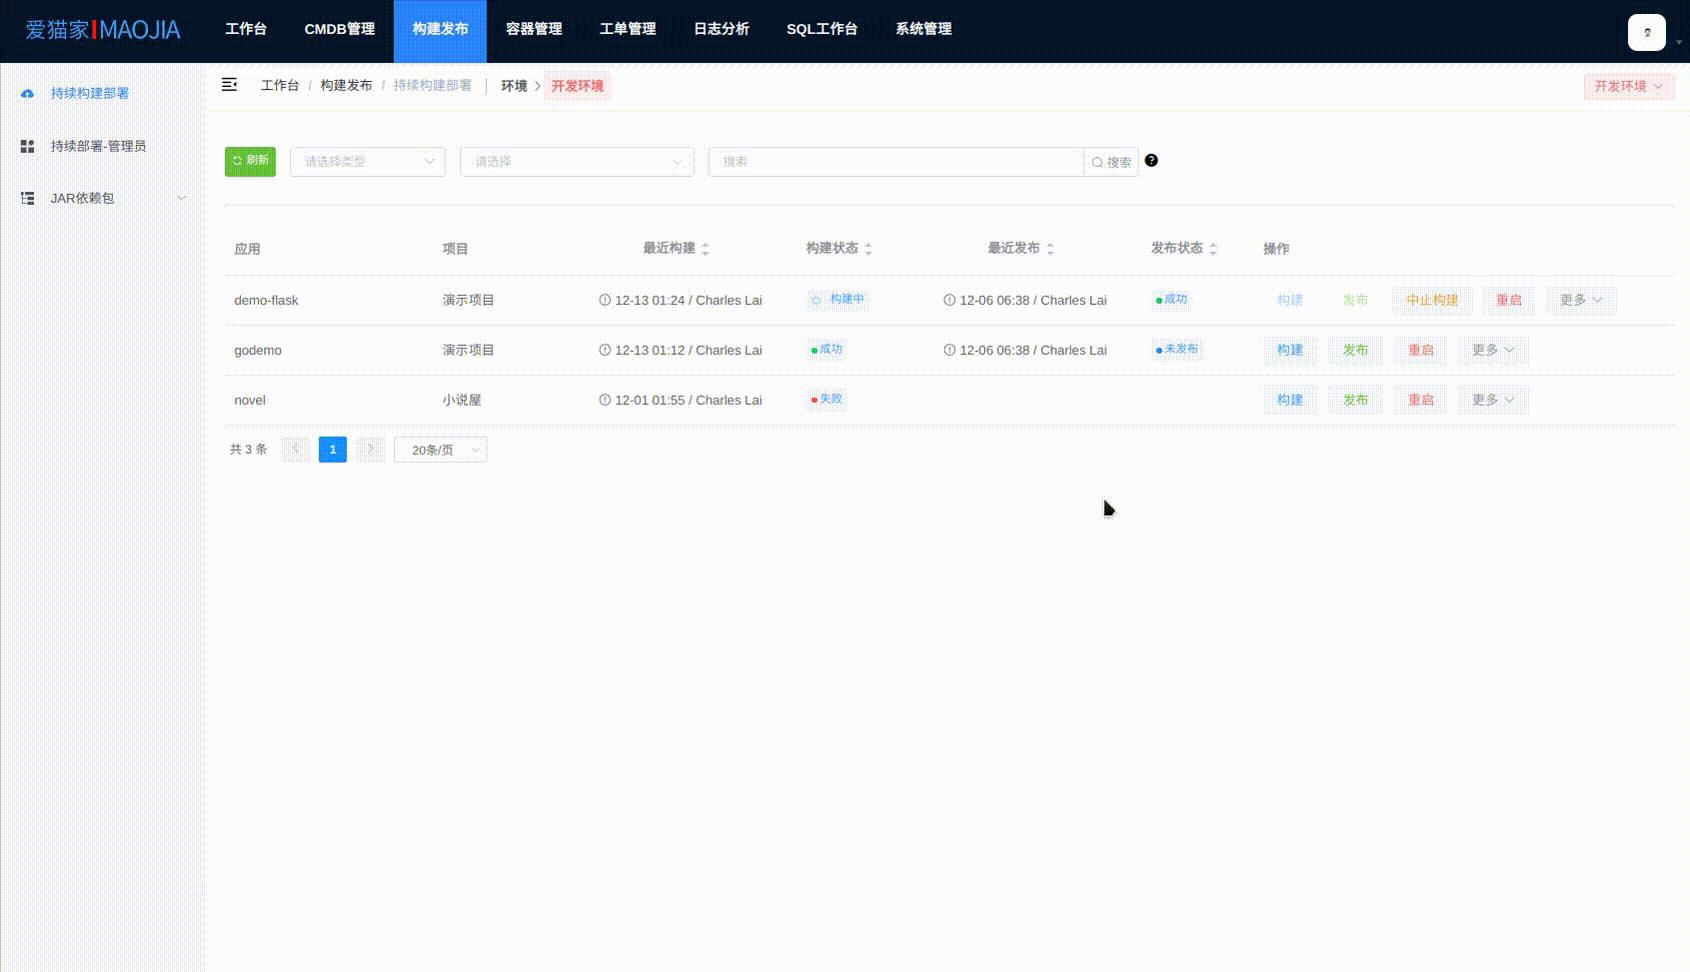 爱猫家|IMAOJIA 工作台 CMDB管理 构建发布 容器管理 工单管理 日志分析 SQL工作台 系统管理
持续构建部署
持续部署-管理员
JAR依赖包
工作台 / 构建发布 / 持续构建部署 | 环境 > 开发环境 开发环境
刷新 请选择类型 请选择 搜索 搜索 ?
应用 项目 最近构建 构建状态 最近发布 发布状态 操作
demo-flask 演示项目 12-13 01:24 / Charles Lai 构建中 12-06 06:38 / Charles Lai 成功 构建 发布 中止构建 重启 更多
godemo 演示项目 12-13 01:12 / Charles Lai 成功 12-06 06:38 / Charles Lai 未发布 构建 发布 重启 更多
novel 小说屋 12-01 01:55 / Charles Lai 失败 构建 发布 重启 更多
共 3 条 < 1 > 20条/页